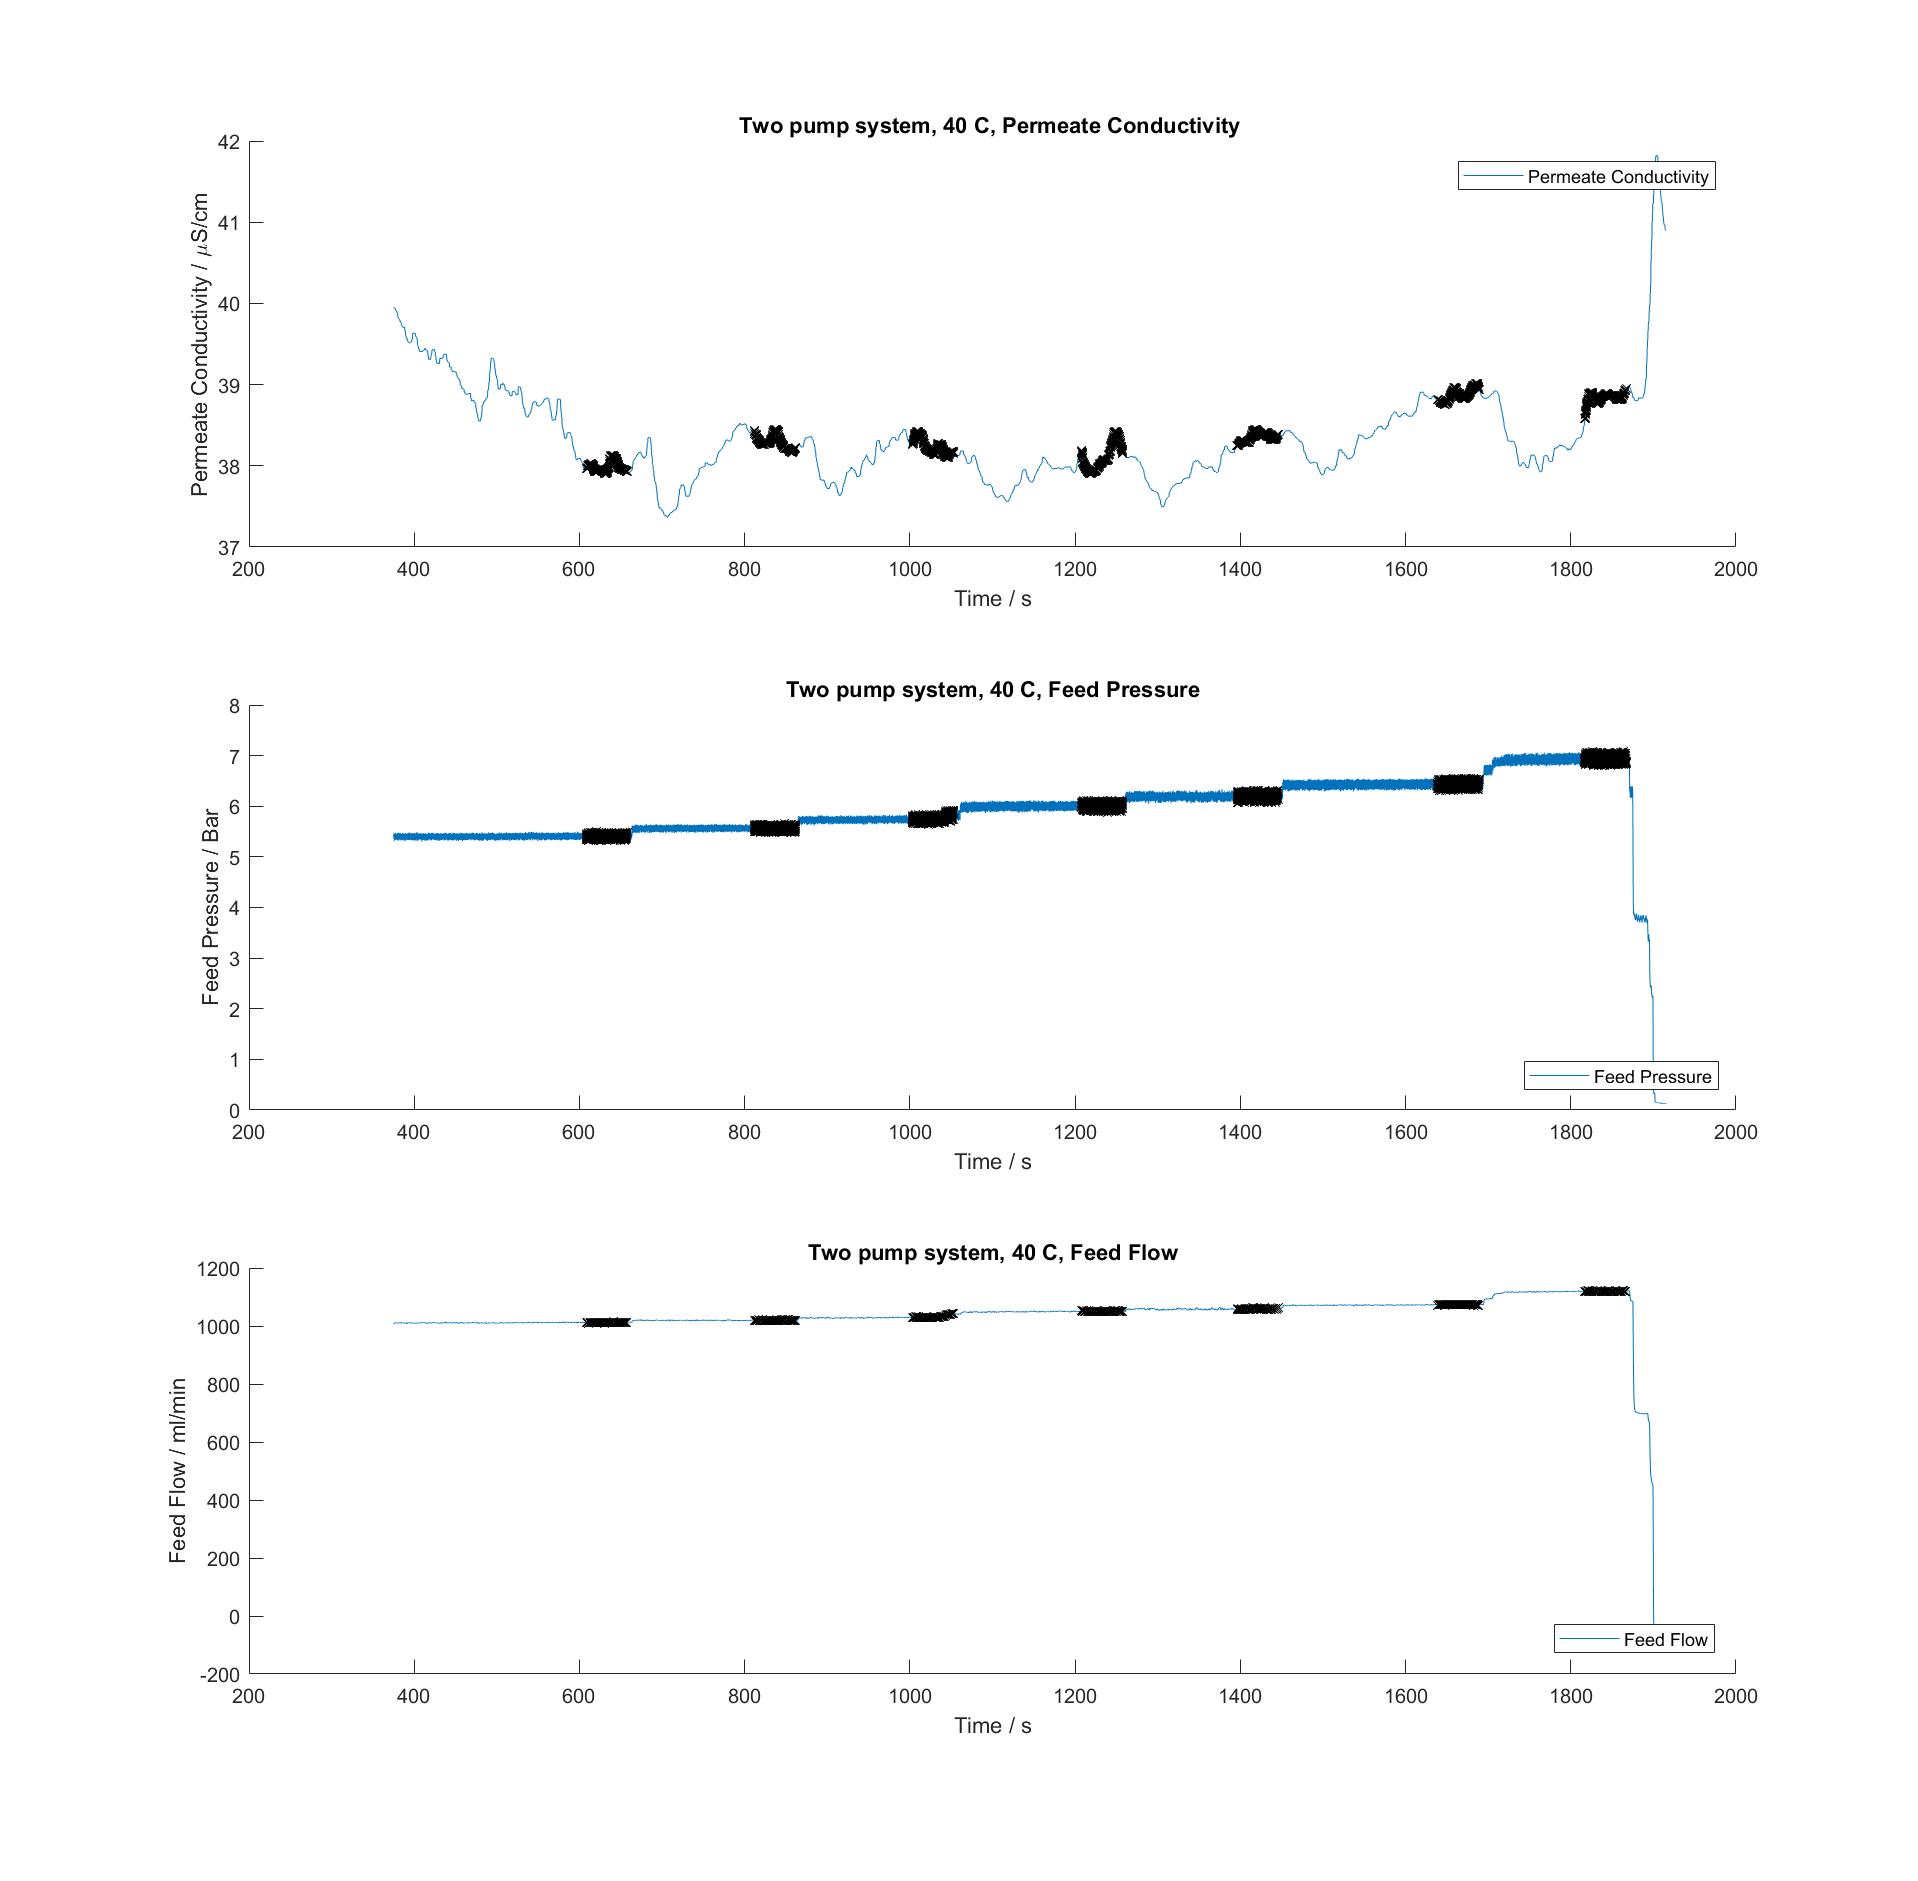 Two pump system, 40 C, Permeate Conductivity
Permeate Conductivity / μS/cm
42
41
40
39
38
37
Permeate Conductivity
200 400 600 800 1000 1200 1400 1600 1800 2000
Time / s
Two pump system, 40 C, Feed Pressure
Feed Pressure / Bar
8
7
6
5
4
3
2
1
0
Feed Pressure
200 400 600 800 1000 1200 1400 1600 1800 2000
Time / s
Two pump system, 40 C, Feed Flow
Feed Flow / ml/min
1200
1000
800
600
400
200
0
-200
Feed Flow
200 400 600 800 1000 1200 1400 1600 1800 2000
Time / s